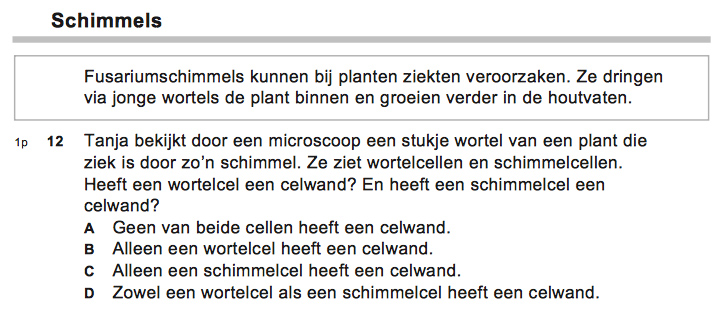 Schimmels
Fusariumschimmels kunnen bij planten ziekten veroorzaken. Ze dringen
via jonge wortels de plant binnen en groeien verder in de houtvaten.
1p 12 Tanja bekijkt door een microscoop een stukje wortel van een plant die
ziek is door zo’n schimmel. Ze ziet wortelcellen en schimmelcellen.
Heeft een wortelcel een celwand? En heeft een schimmelcel een
celwand?
A Geen van beide cellen heeft een celwand.
B Alleen een wortelcel heeft een celwand.
C Alleen een schimmelcel heeft een celwand.
D Zowel een wortelcel als een schimmelcel heeft een celwand.